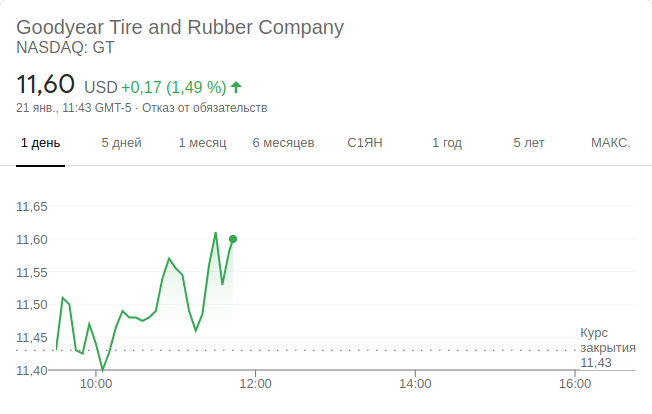 Goodyear Tire and Rubber Company
NASDAQ: GT
11,60 USD +0,17 (1,49 %)
21 янв., 11:43 GMT-5 · Отказ от обязательств
1 день 5 дней 1 месяц 6 месяцев С1ЯН 1 год 5 лет МАКС.
11,65
11,60
11,55
11,50
11,45
11,40
Курс
закрытия
11,43
10:00 12:00 14:00 16:00